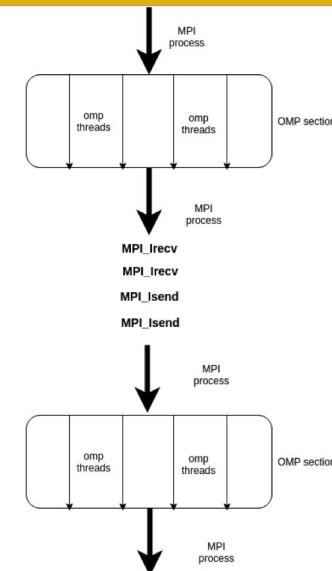 MPI
process
omp
threads
omp
threads
OMP section
MPI
process
MPI_Irecv
MPI_Irecv
MPI_Isend
MPI_Isend
MPI
process
omp
threads
omp
threads
OMP section
MPI
process